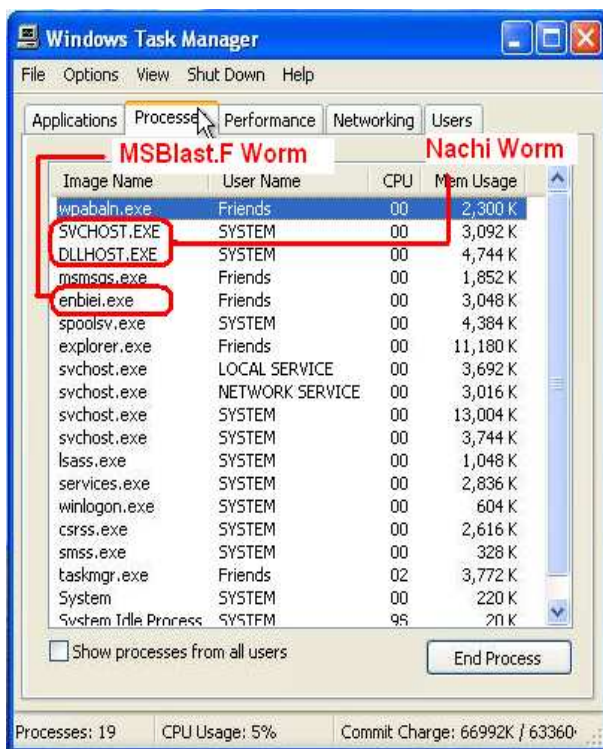 Windows Task Manager
File Options View Shut Down Help
Applications Processes Performance Networking Users
MSBlast.F Worm Nachi Worm
Image Name User Name CPU Mem Usage
wpabaln.exe Friends 00 2,300 K
SVCHOST.EXE SYSTEM 00 3,092 K
DLLHOST.EXE SYSTEM 00 4,744 K
msmsgs.exe Friends 00 1,852 K
enbiei.exe Friends 00 3,048 K
spoolsv.exe SYSTEM 00 4,384 K
explorer.exe Friends 00 11,180 K
svchost.exe LOCAL SERVICE 00 3,692 K
svchost.exe NETWORK SERVICE 00 3,016 K
svchost.exe SYSTEM 00 13,004 K
svchost.exe SYSTEM 00 3,744 K
lsass.exe SYSTEM 00 1,048 K
services.exe SYSTEM 00 2,836 K
winlogon.exe SYSTEM 00 604 K
csrss.exe SYSTEM 00 2,616 K
smss.exe SYSTEM 00 328 K
taskmgr.exe Friends 02 3,772 K
System SYSTEM 00 220 K
System Idle Process SYSTEM 95 20 K
Show processes from all users End Process
Processes: 19 CPU Usage: 5% Commit Charge: 66992K / 63360